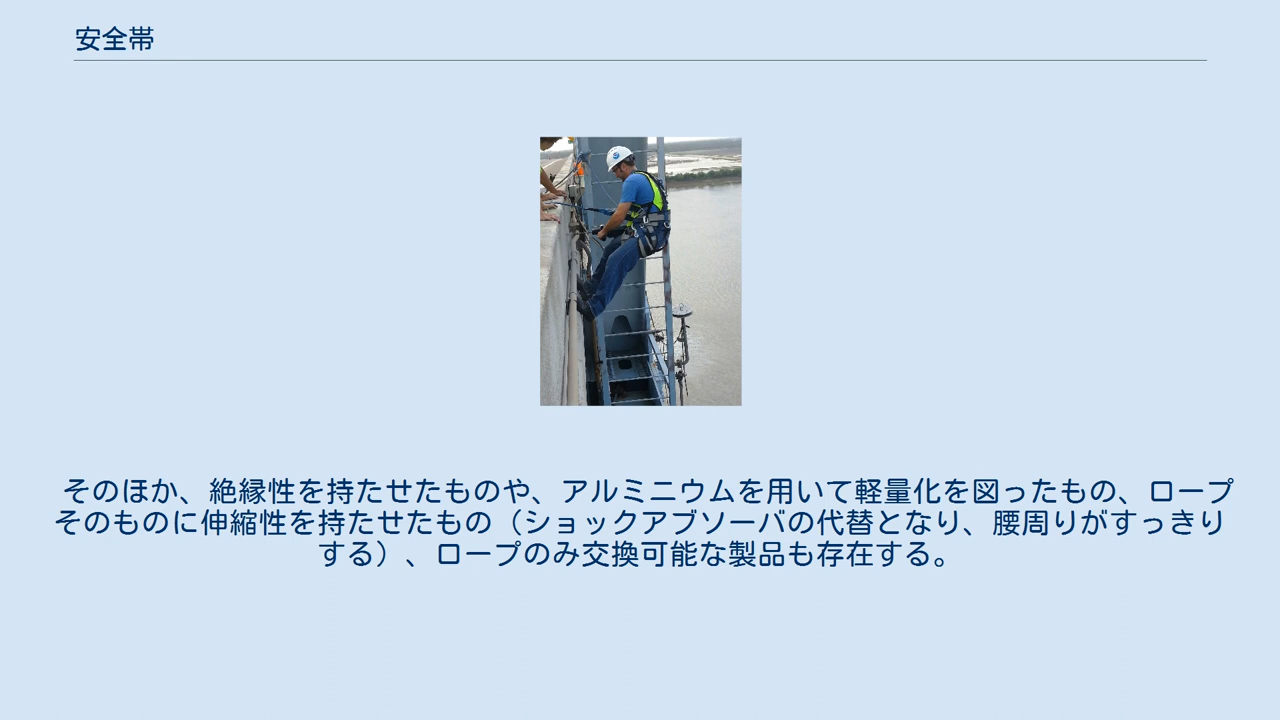 安全帯
そのほか、絶縁性を持たせたものや、アルミニウムを用いて軽量化を図ったもの、ロープ
そのものに伸縮性を持たせたもの（ショックアブソーバの代替となり、腰周りがすっきり
する）、ロープのみ交換可能な製品も存在する。